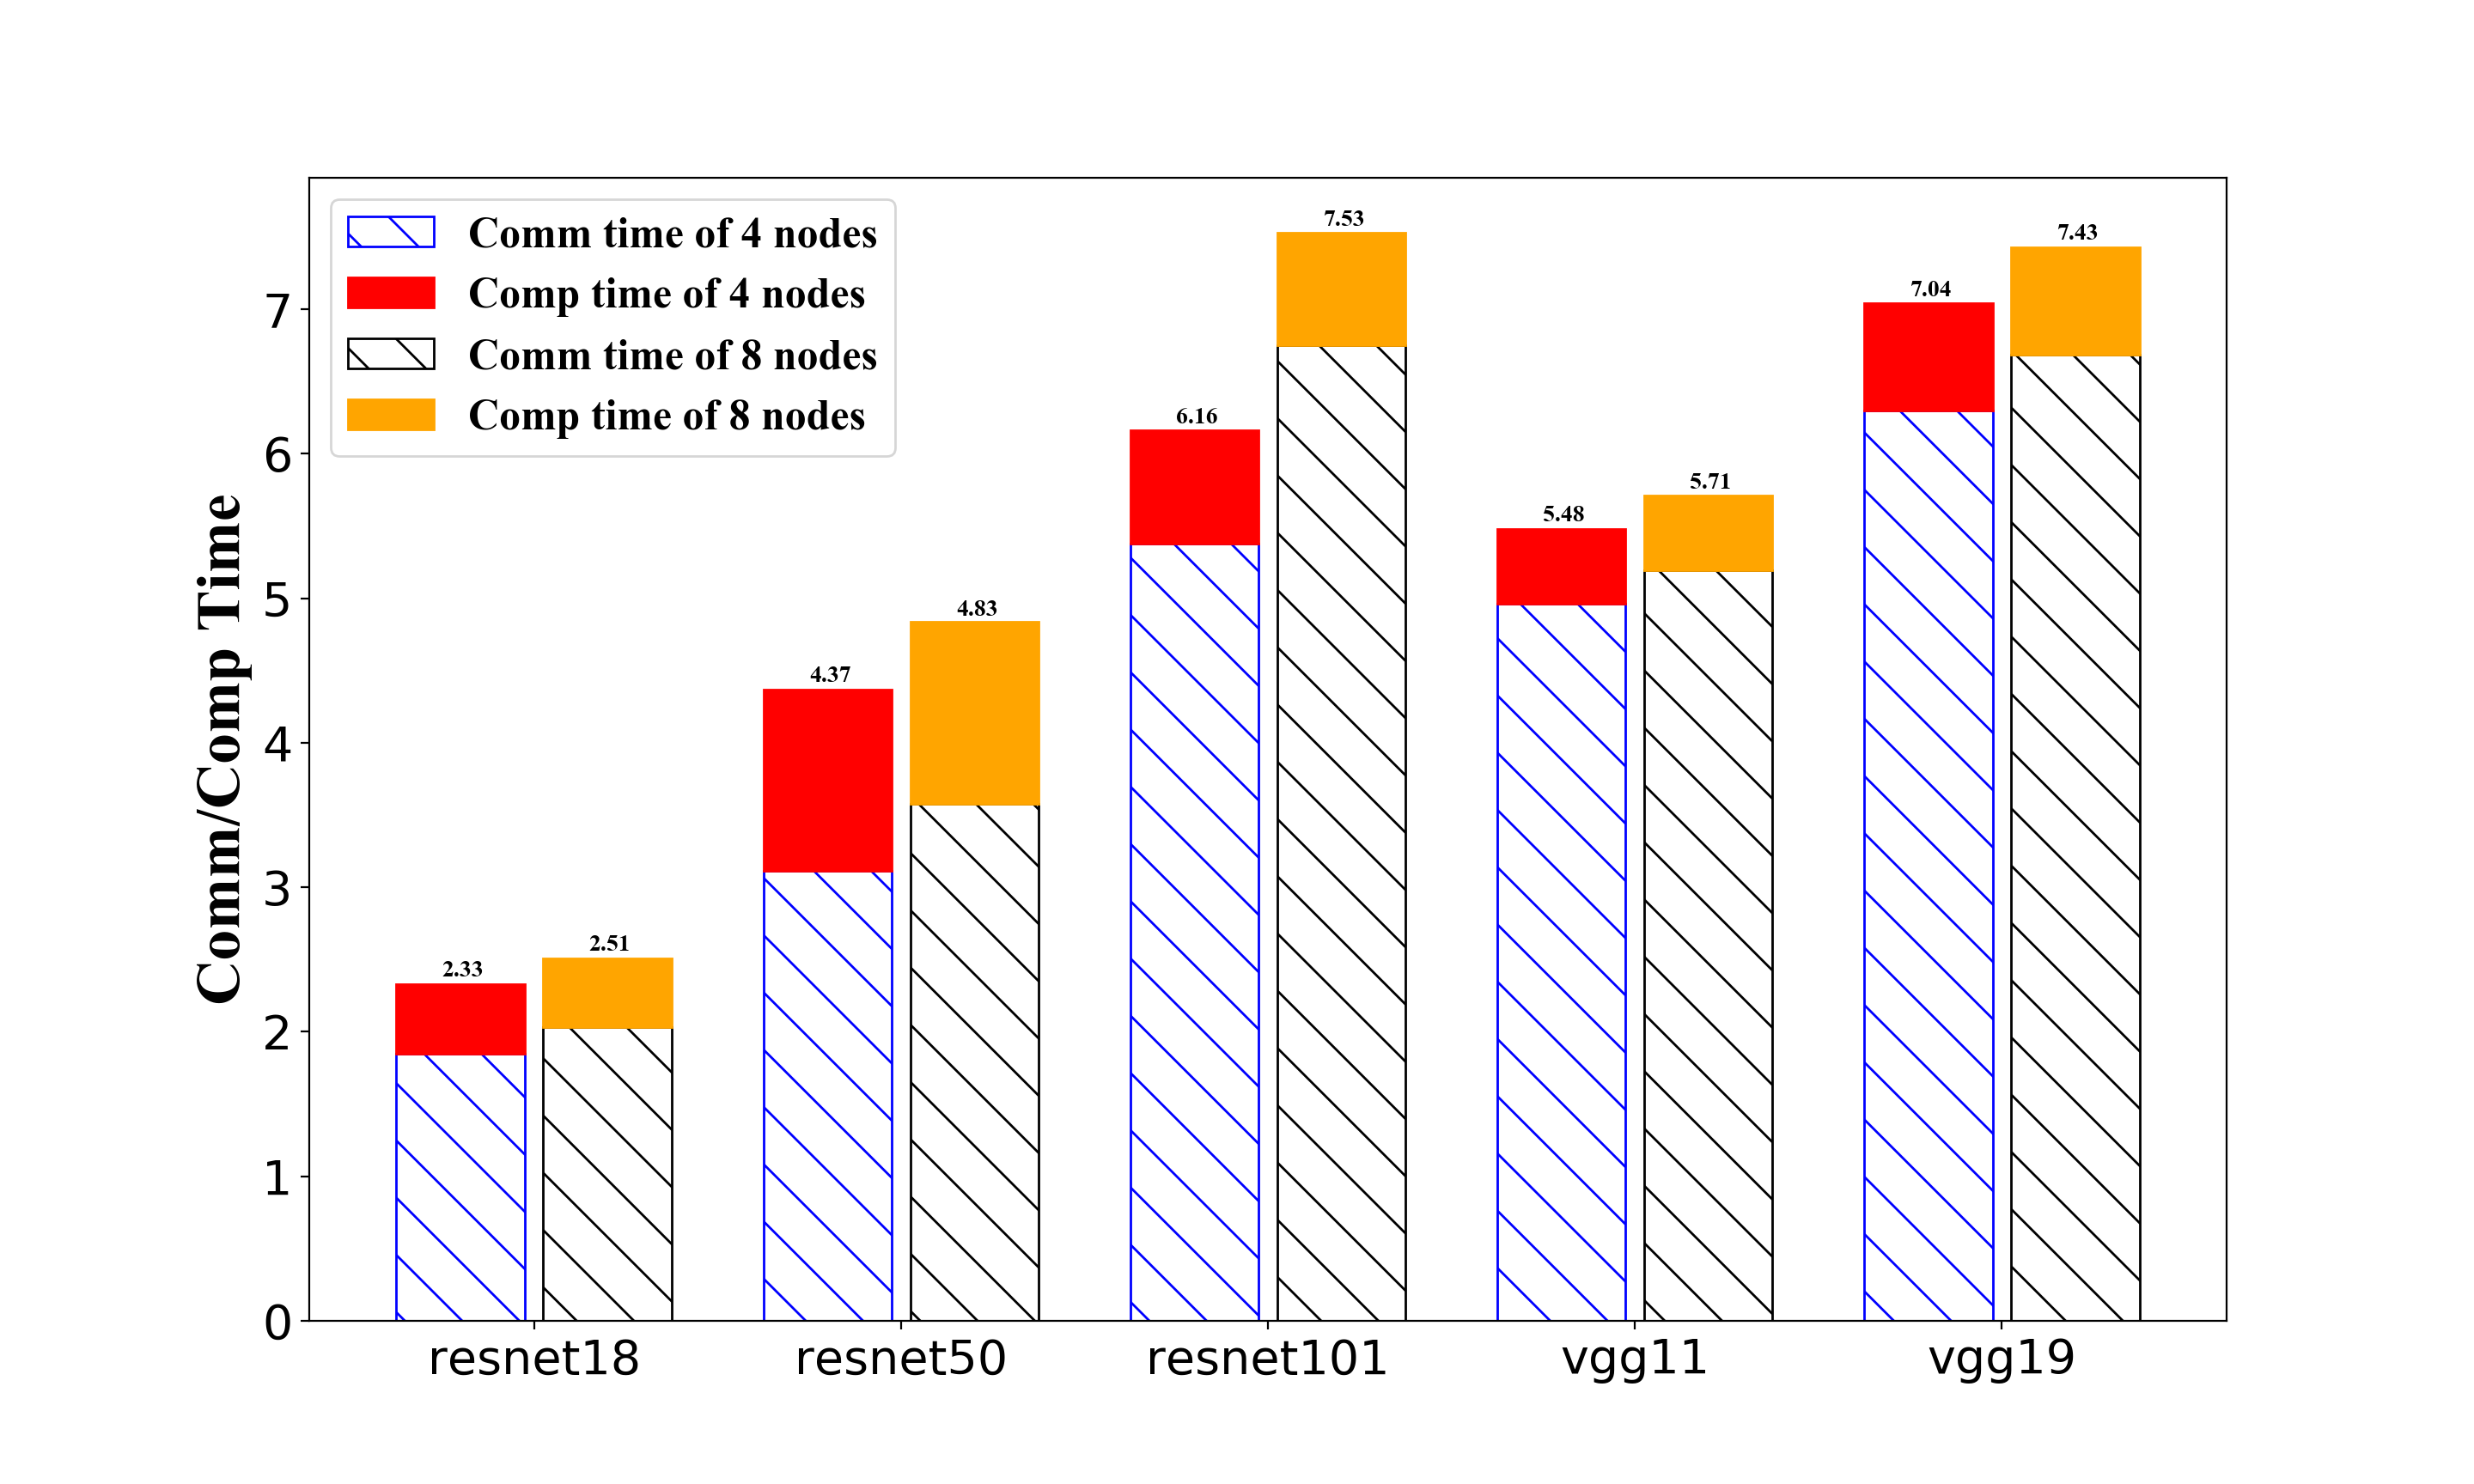 Comm time of 4 nodes
Comp time of 4 nodes
Comm time of 8 nodes
Comp time of 8 nodes
Comm/Comp Time
7
6
5
4
3
2
1
0
2.33
2.51
4.37
4.83
6.16
7.53
5.48
5.71
7.04
7.43
resnet18
resnet50
resnet101
vgg11
vgg19